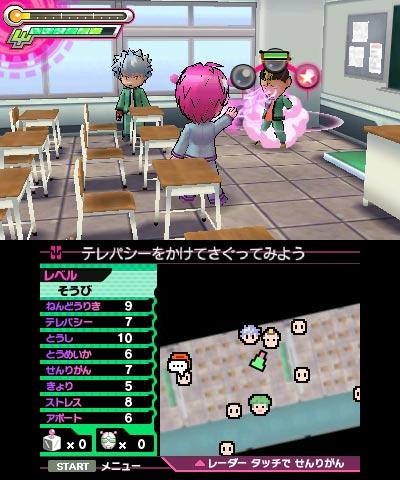 テレパシーをかけてさぐってみよう
レベル
そうび
ねんどうりき 9
テレパシー 7
とうし 10
とうめいか 6
せんりがん 7
きょり 5
ストレス 8
アポート 6
×0 ×0
START メニュー
▲レーダー タッチで せんりがん